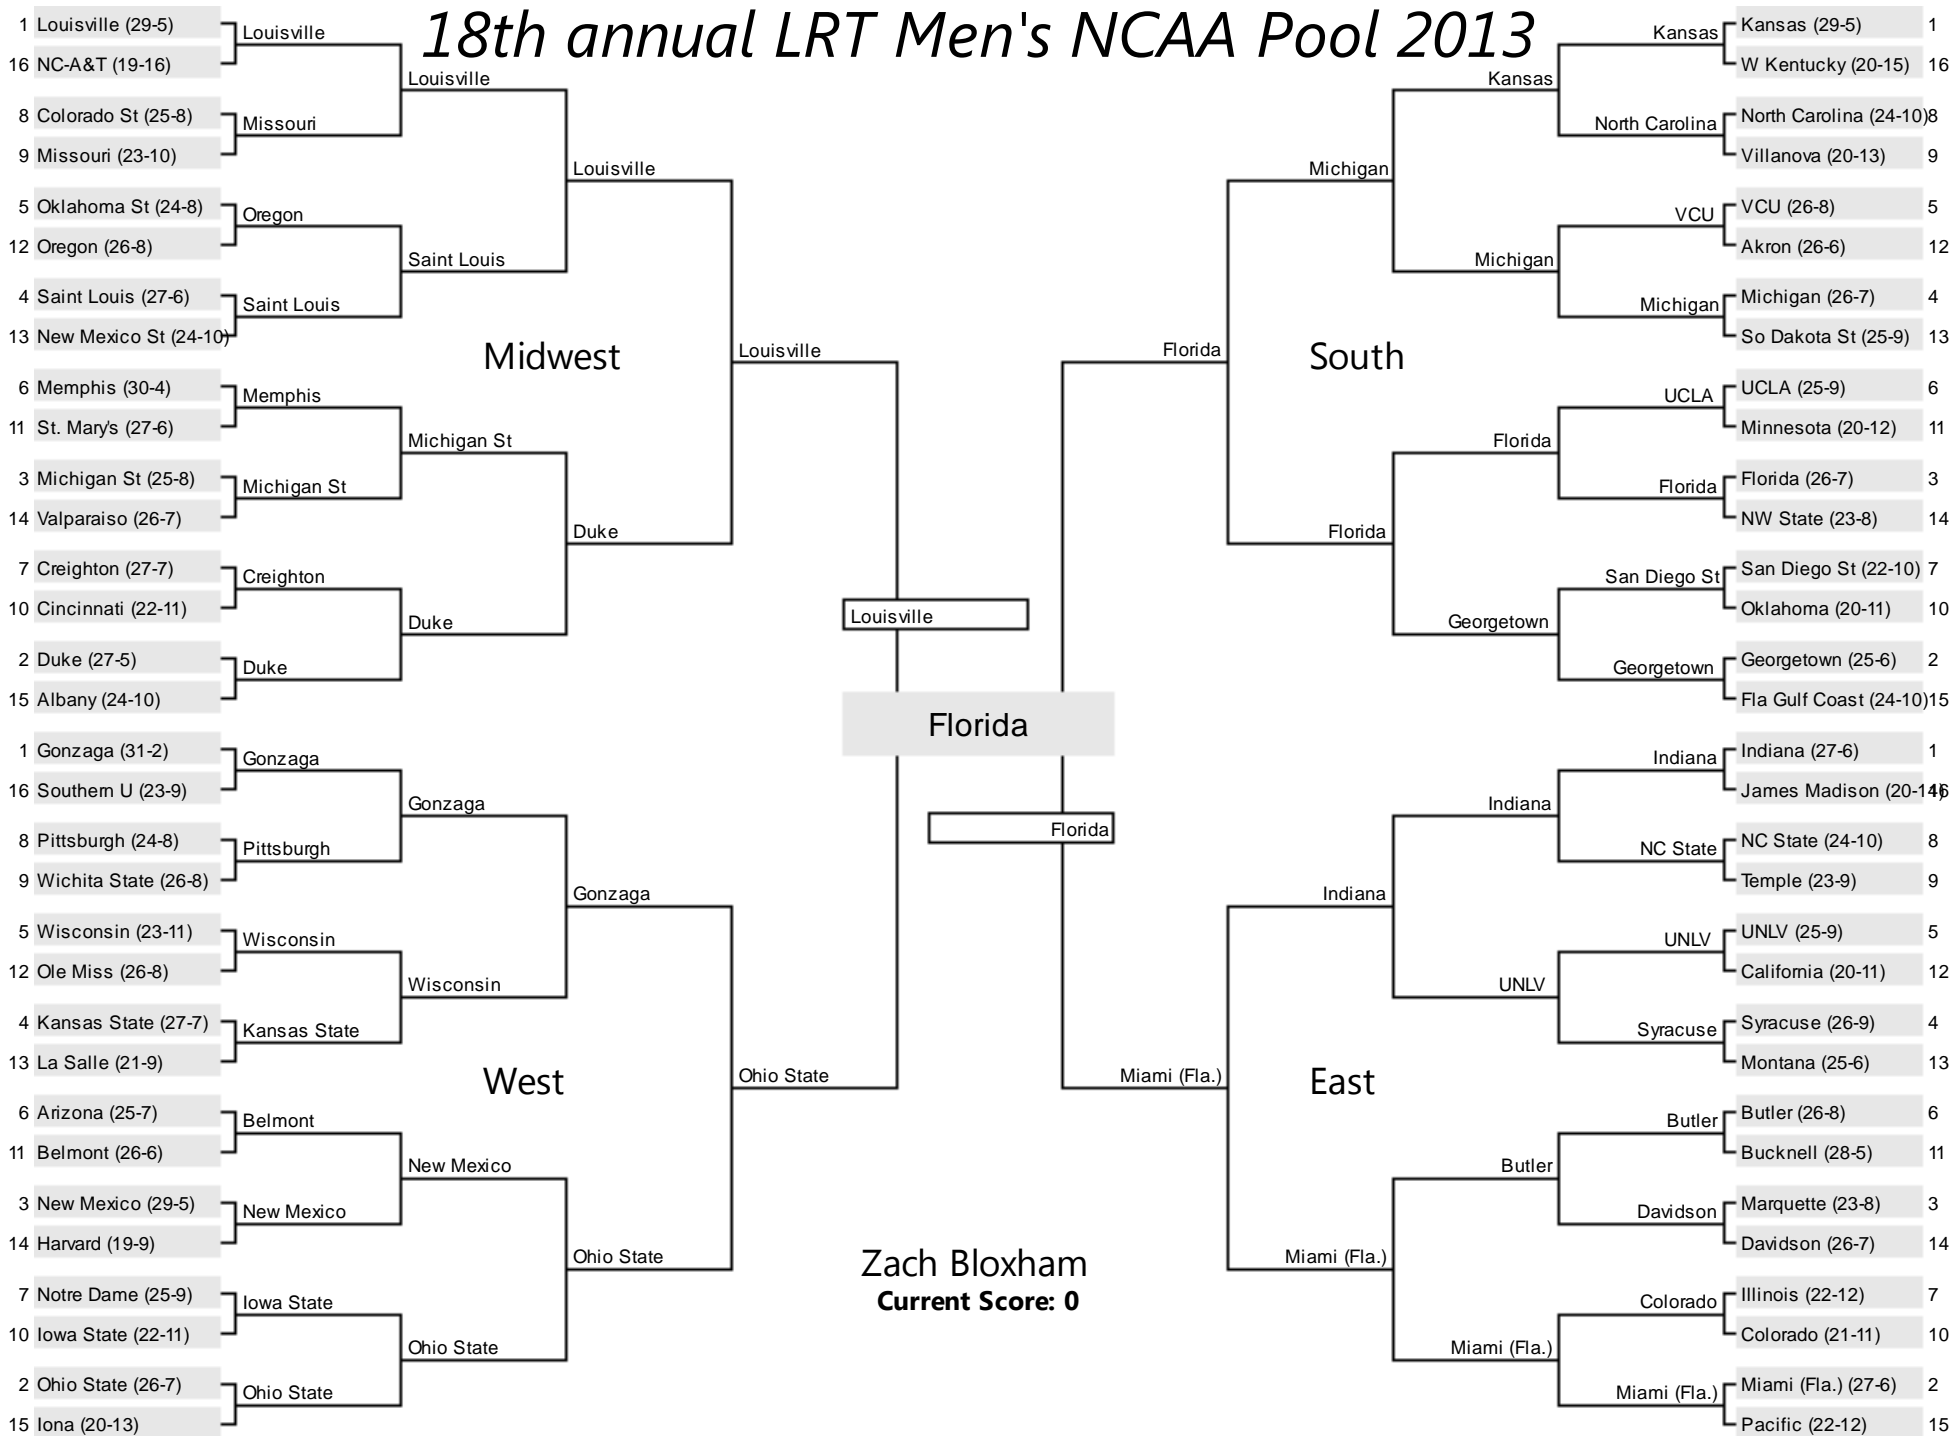 18th annual LRT Men's NCAA Pool 2013
1 Louisville (29-5)
16 NC-A&T (19-16)
8 Colorado St (25-8)
9 Missouri (23-10)
5 Oklahoma St (24-8)
12 Oregon (26-8)
4 Saint Louis (27-6)
13 New Mexico St (24-10)
6 Memphis (30-4)
11 St. Mary's (27-6)
3 Michigan St (25-8)
14 Valparaiso (26-7)
7 Creighton (27-7)
10 Cincinnati (22-11)
2 Duke (27-5)
15 Albany (24-10)
Louisville
Missouri
Oregon
Saint Louis
Memphis
Michigan St
Creighton
Duke
Louisville
Saint Louis
Michigan St
Duke
Louisville
Duke
Midwest
Louisville
1 Gonzaga (31-2)
16 Southern U (23-9)
8 Pittsburgh (24-8)
9 Wichita State (26-8)
5 Wisconsin (23-11)
12 Ole Miss (26-8)
4 Kansas State (27-7)
13 La Salle (21-9)
6 Arizona (25-7)
11 Belmont (26-6)
3 New Mexico (29-5)
14 Harvard (19-9)
7 Notre Dame (25-9)
10 Iowa State (22-11)
2 Ohio State (26-7)
15 Iona (20-13)
Gonzaga
Pittsburgh
Wisconsin
Kansas State
Belmont
New Mexico
Iowa State
Ohio State
Gonzaga
Wisconsin
New Mexico
Ohio State
Gonzaga
Ohio State
West
Ohio State
Louisville
Florida
Florida
Zach Bloxham
Current Score: 0
Florida
South
Michigan
Florida
Kansas
Michigan
Florida
Georgetown
Kansas
North Carolina
VCU
Michigan
UCLA
Florida
San Diego St
Georgetown
Kansas (29-5) 1
W Kentucky (20-15) 16
North Carolina (24-10) 8
Villanova (20-13) 9
VCU (26-8) 5
Akron (26-6) 12
Michigan (26-7) 4
So Dakota St (25-9) 13
UCLA (25-9) 6
Minnesota (20-12) 11
Florida (26-7) 3
NW State (23-8) 14
San Diego St (22-10) 7
Oklahoma (20-11) 10
Georgetown (25-6) 2
Fla Gulf Coast (24-10) 15
Miami (Fla.)
East
Indiana
Miami (Fla.)
Indiana
UNLV
Butler
Miami (Fla.)
Indiana
NC State
UNLV
Syracuse
Butler
Davidson
Colorado
Miami (Fla.)
Indiana (27-6) 1
James Madison (20-14) 16
NC State (24-10) 8
Temple (23-9) 9
UNLV (25-9) 5
California (20-11) 12
Syracuse (26-9) 4
Montana (25-6) 13
Butler (26-8) 6
Bucknell (28-5) 11
Marquette (23-8) 3
Davidson (26-7) 14
Illinois (22-12) 7
Colorado (21-11) 10
Miami (Fla.) (27-6) 2
Pacific (22-12) 15